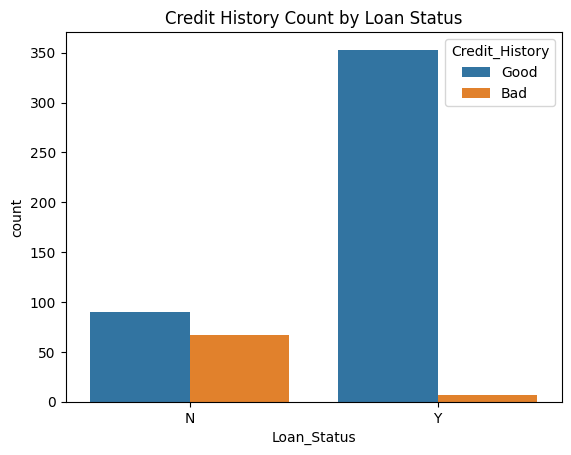 Credit History Count by Loan Status
Credit_History
Good
Bad
350
300
250
200
150
100
50
0
count
N
Y
Loan_Status